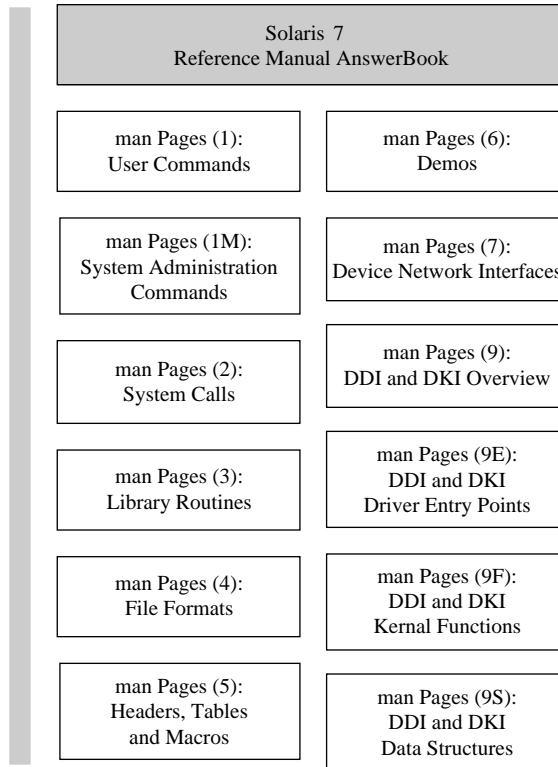 Solaris 7
Reference Manual AnswerBook
man Pages (1):
User Commands
man Pages (1M):
System Administration
Commands
man Pages (2):
System Calls
man Pages (3):
Library Routines
man Pages (4):
File Formats
man Pages (5):
Headers, Tables
and Macros
man Pages (6):
Demos
man Pages (7):
Device Network Interfaces
man Pages (9):
DDI and DKI Overview
man Pages (9E):
DDI and DKI
Driver Entry Points
man Pages (9F):
DDI and DKI
Kernal Functions
man Pages (9S):
DDI and DKI
Data Structures